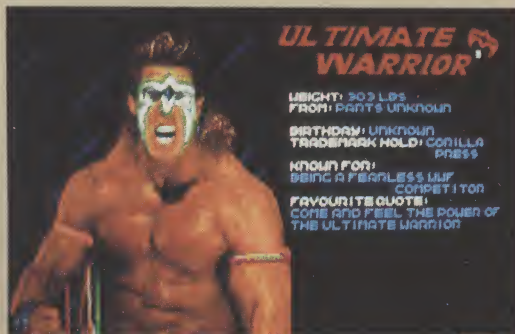 ULTIMATE
WARRIOR
WEIGHT: 303 LBS
FROM: PARTS UNKNOWN
BIRTHDAY: UNKNOWN
TRADEMARK HOLD: GORILLA
PRESS
KNOWN FOR:
BEING A FEARLESS WWF
COMPETITOR
FAVOURITE QUOTE:
COME AND FEEL THE POWER OF
THE ULTIMATE WARRIOR